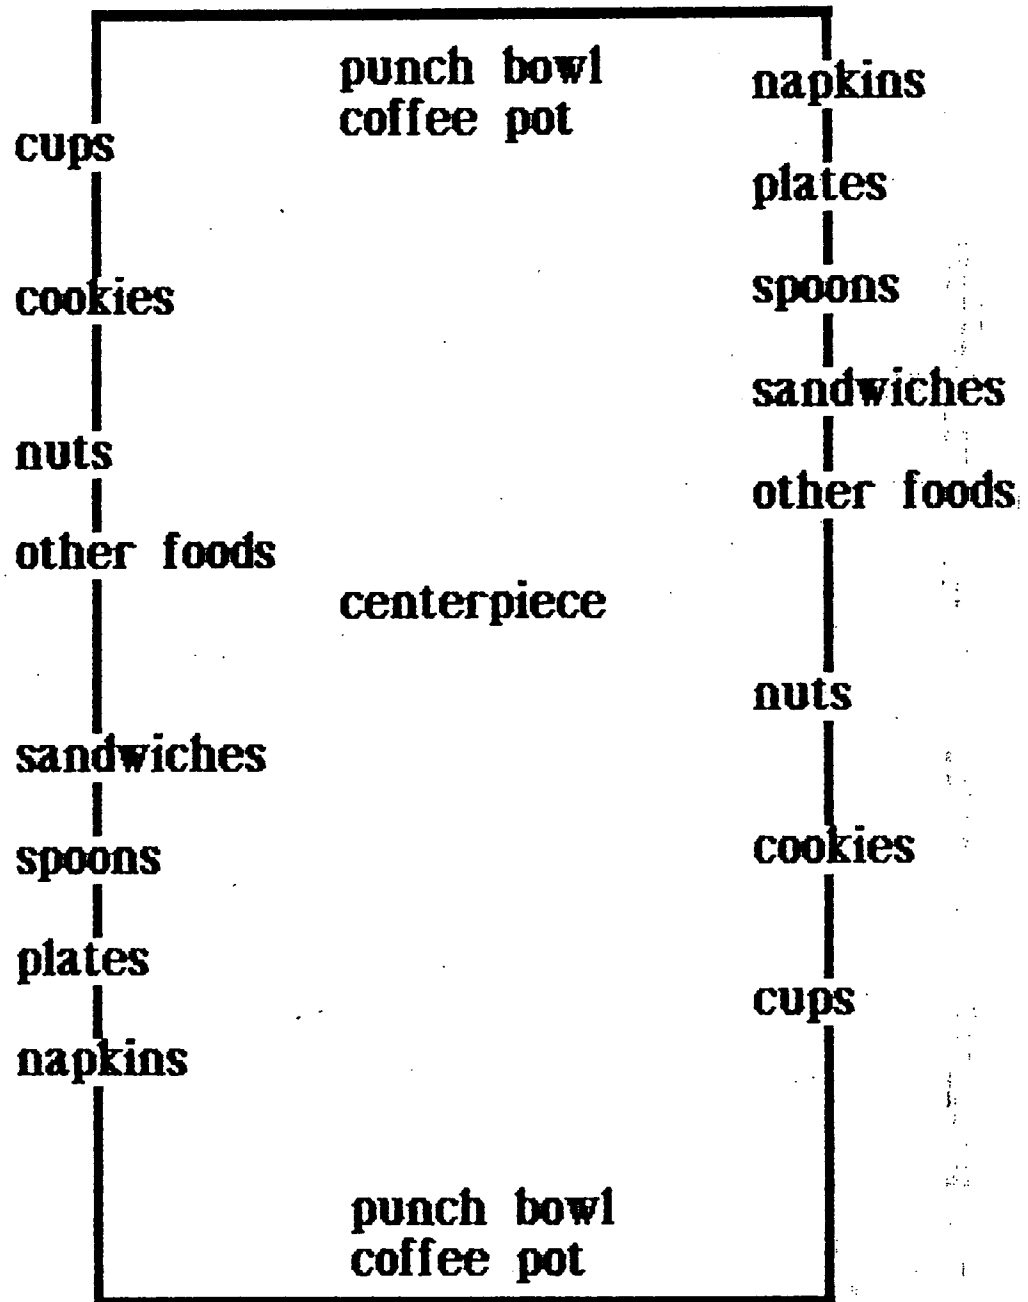 punch bowl
coffee pot
napkins
cups
plates
cookies
spoons
sandwiches
nuts
other foods
other foods
centerpiece
nuts
sandwiches
cookies
spoons
plates
cups
napkins
punch bowl
coffee pot